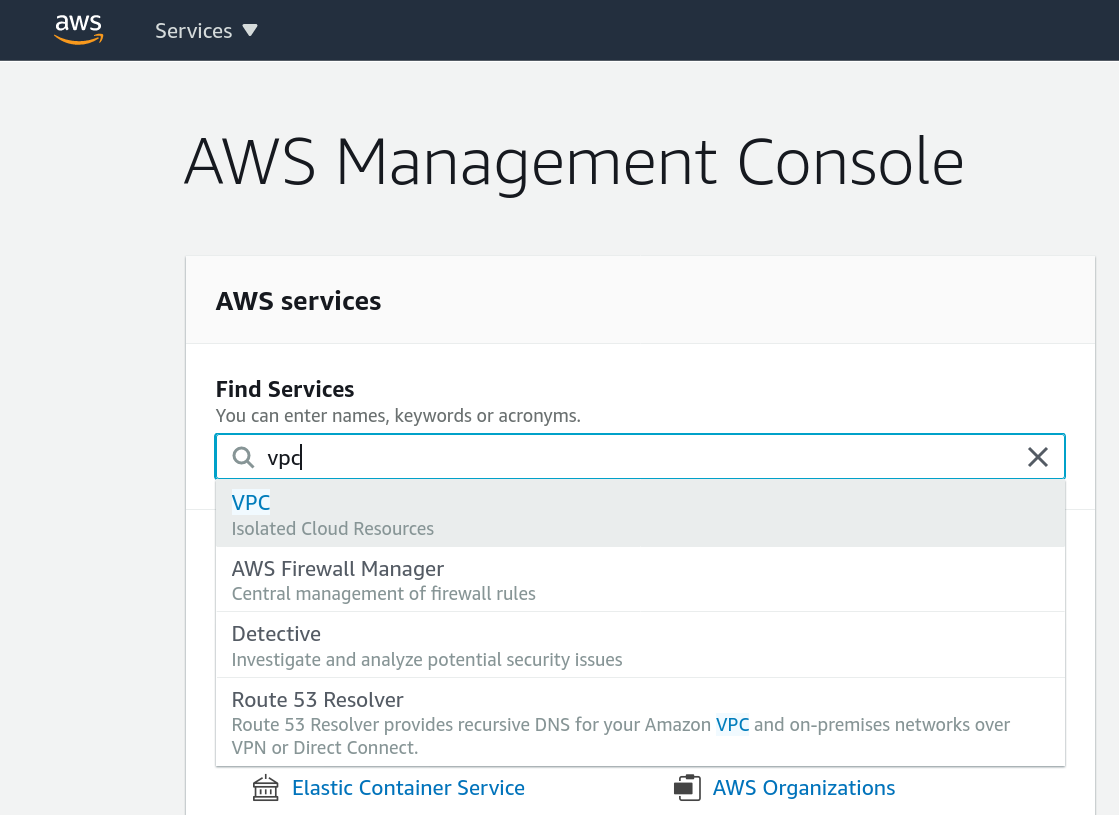 aws
Services
AWS Management Console
AWS services
Find Services
You can enter names, keywords or acronyms.
vpc
VPC
Isolated Cloud Resources
AWS Firewall Manager
Central management of firewall rules
Detective
Investigate and analyze potential security issues
Route 53 Resolver
Route 53 Resolver provides recursive DNS for your Amazon VPC and on-premises networks over
VPN or Direct Connect.
Elastic Container Service
AWS Organizations